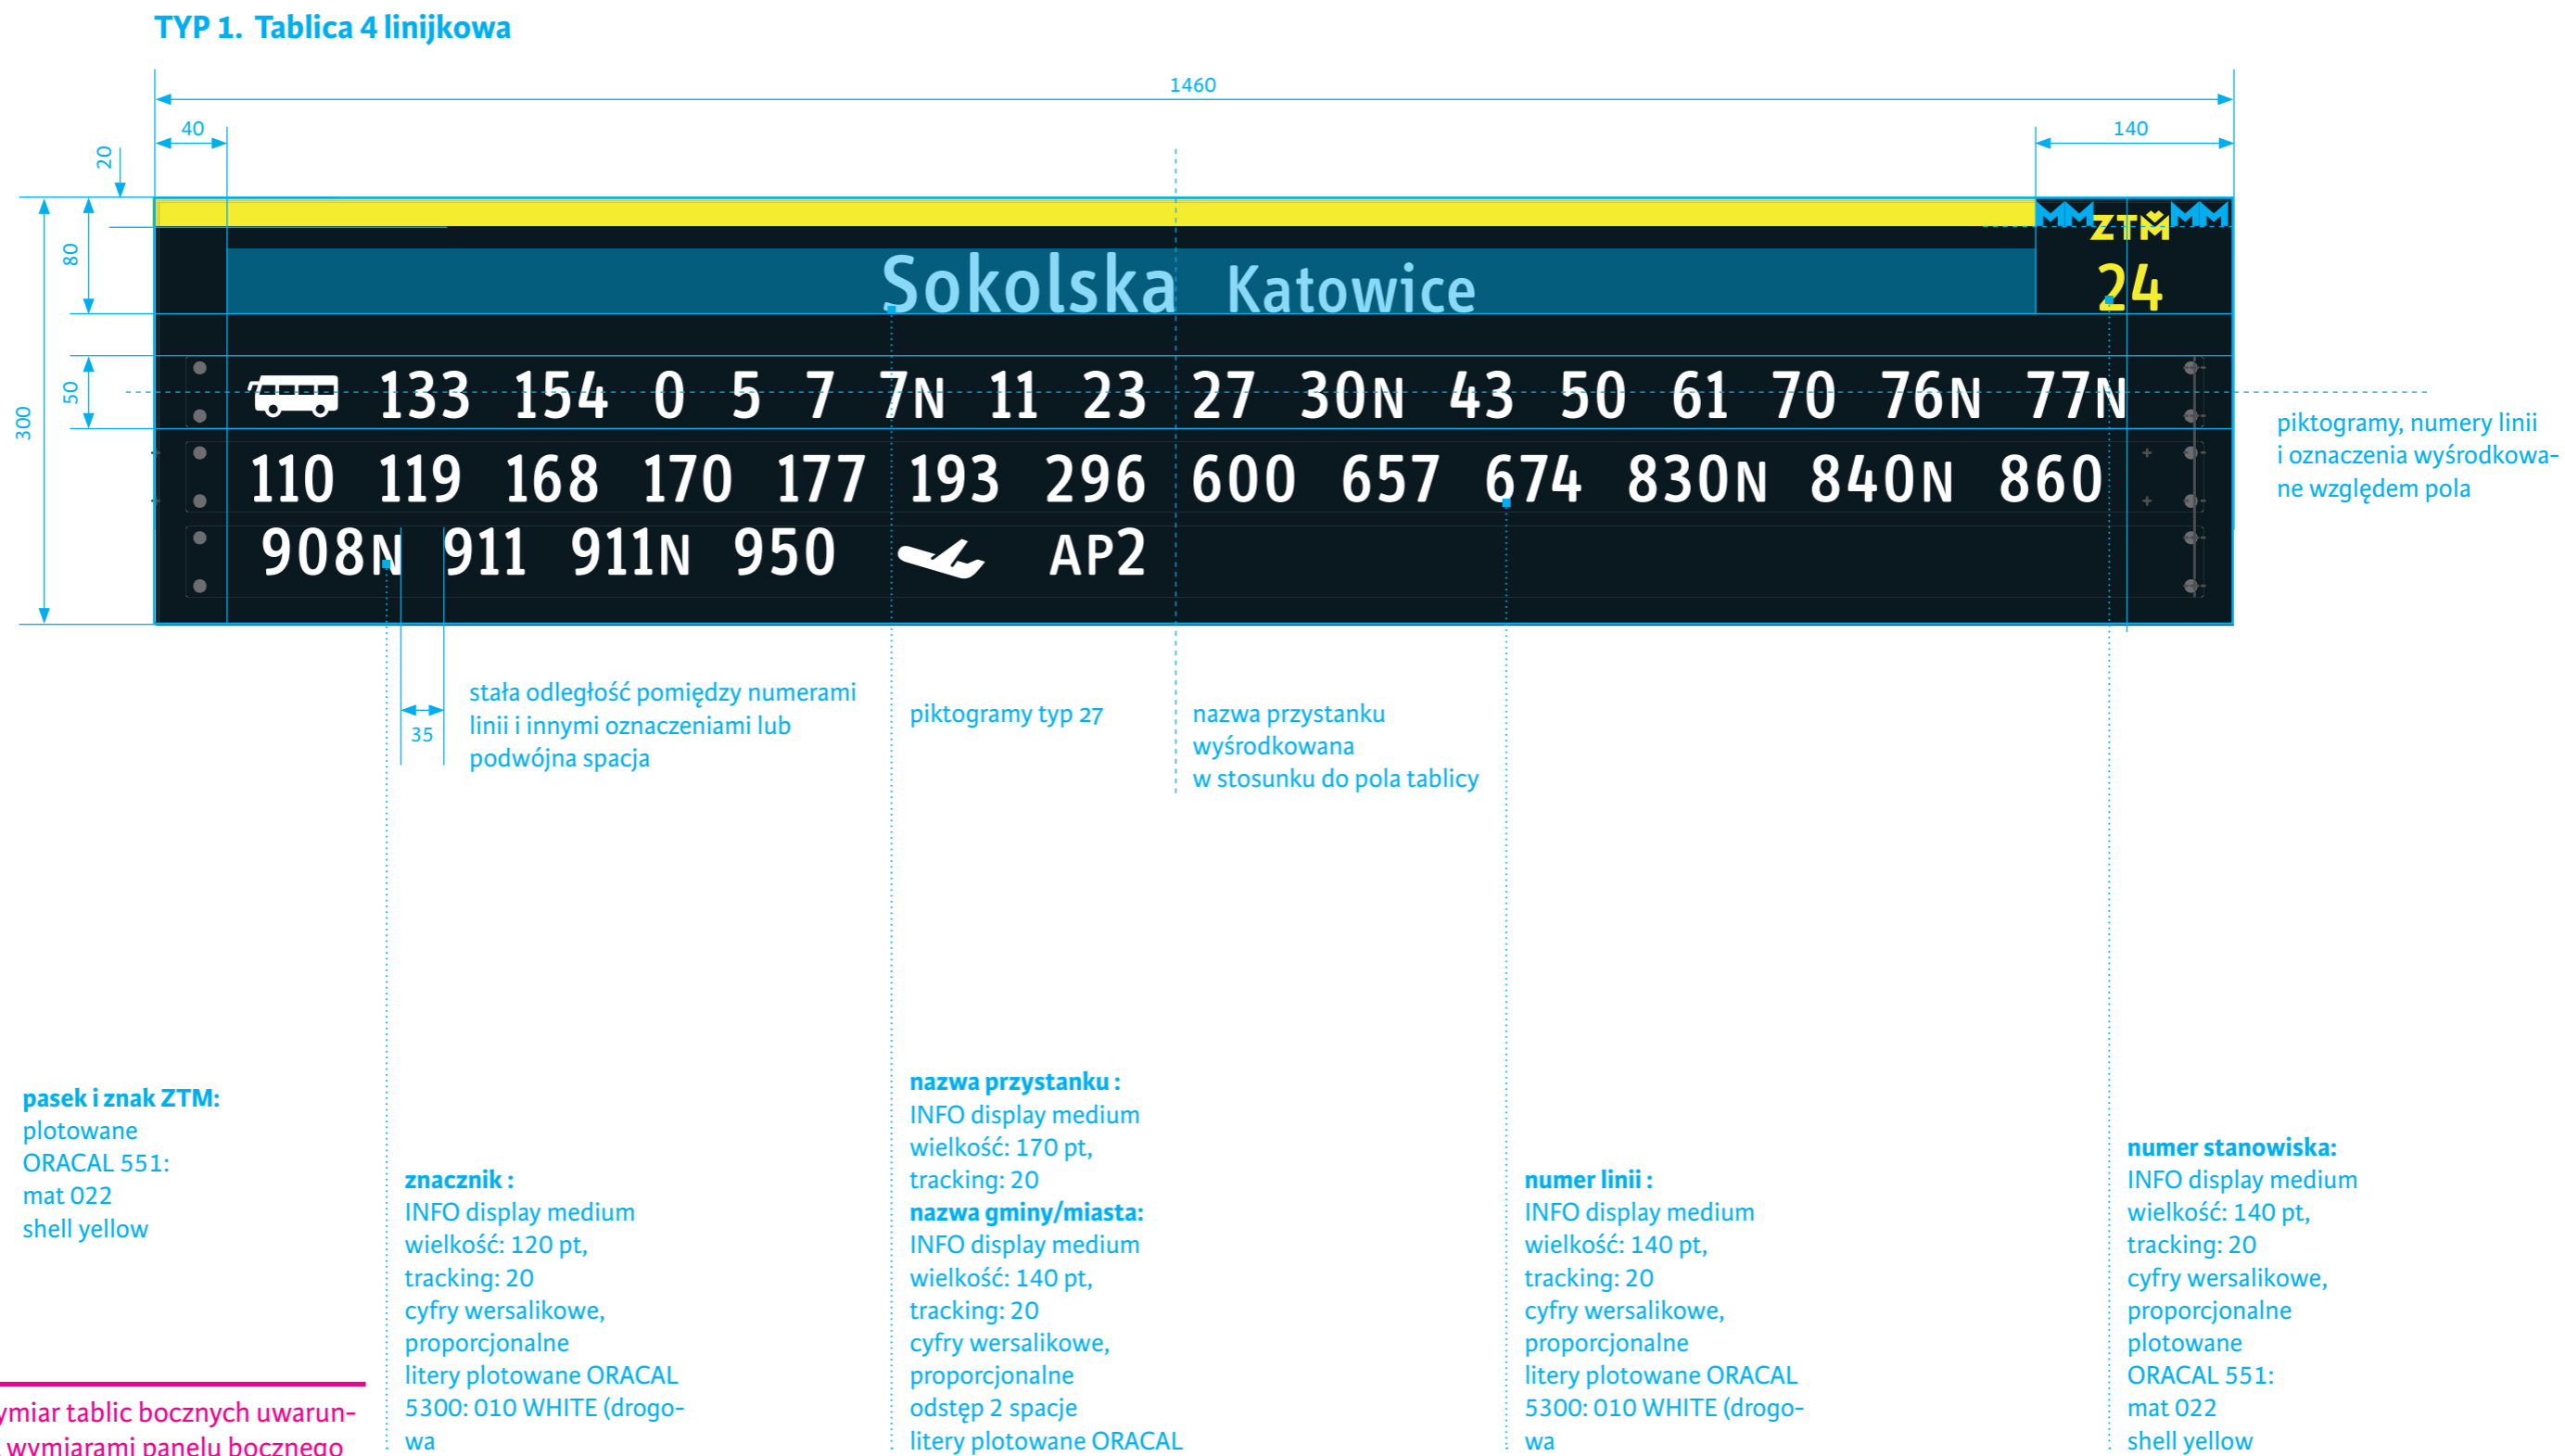 TYP 1. Tablica 4 linijkowa
1460
40
140
20
80
50
300
ZTM
Sokolska Katowice
24
133 154 0 5 7 7N 11 23 27 30N 43 50 61 70 76N 77N
110 119 168 170 177 193 296 600 657 674 830N 840N 860
908N 911 911N 950 AP2
piktogramy, numery linii
i oznaczenia wyśrodkowa-
ne względem pola
35
stała odległość pomiędzy numerami
linii i innymi oznaczeniami lub
podwójna spacja
piktogramy typ 27
nazwa przystanku
wyśrodkowana
w stosunku do pola tablicy
pasek i znak ZTM:
plotowane
ORACAL 551:
mat 022
shell yellow
znacznik :
INFO display medium
wielkość: 120 pt,
tracking: 20
cyfry wersalikowe,
proporcjonalne
litery plotowane ORACAL
5300: 010 WHITE (drogo-
wa
nazwa przystanku :
INFO display medium
wielkość: 170 pt,
tracking: 20
nazwa gminy/miasta:
INFO display medium
wielkość: 140 pt,
tracking: 20
cyfry wersalikowe,
proporcjonalne
odstęp 2 spacje
litery plotowane ORACAL
numer linii :
INFO display medium
wielkość: 140 pt,
tracking: 20
cyfry wersalikowe,
proporcjonalne
litery plotowane ORACAL
5300: 010 WHITE (drogo-
wa
numer stanowiska:
INFO display medium
wielkość: 140 pt,
tracking: 20
cyfry wersalikowe,
proporcjonalne
plotowane
ORACAL 551:
mat 022
shell yellow
ymiar tablic bocznych uwarun-
wymiarami panelu bocznego